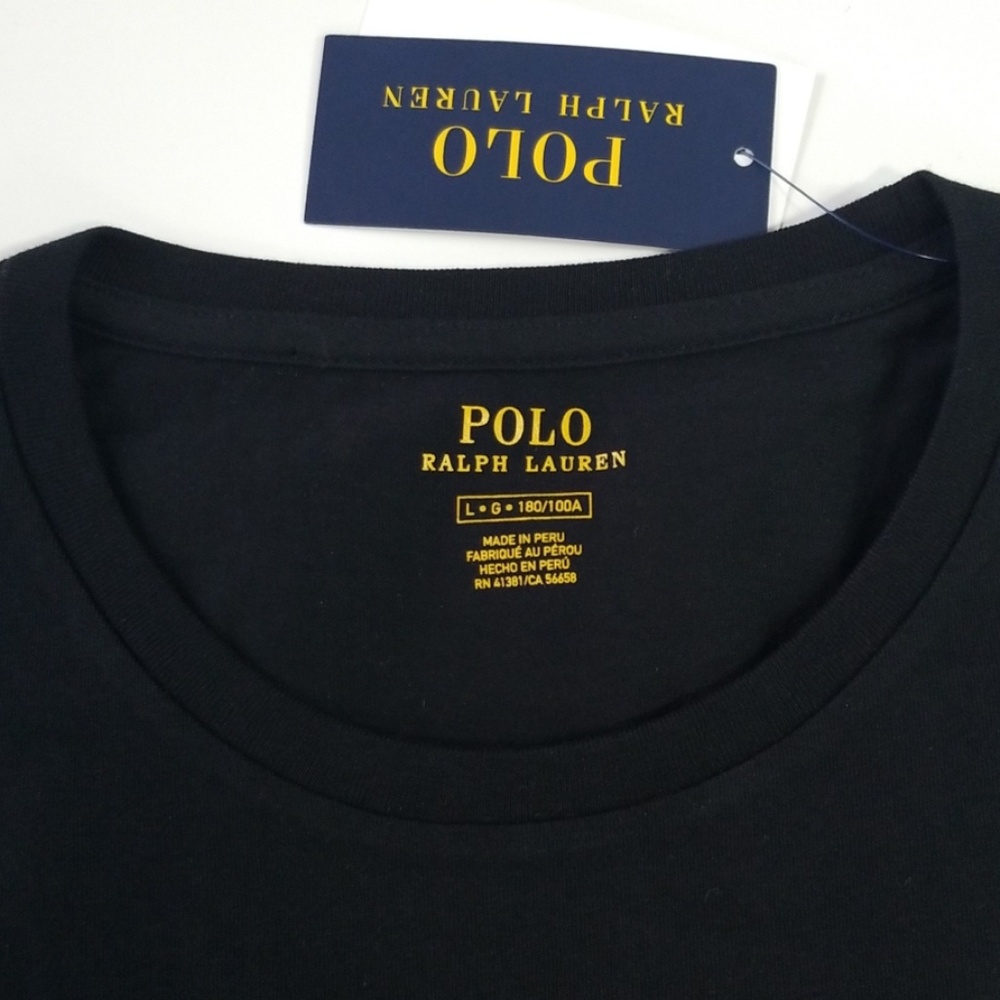 POLO
RALPH LAUREN
POLO
RALPH LAUREN
L • G • 180/100A
MADE IN PERU
FABRIQUÉ AU PÉROU
HECHO EN PERÚ
RN 41381/CA 56658